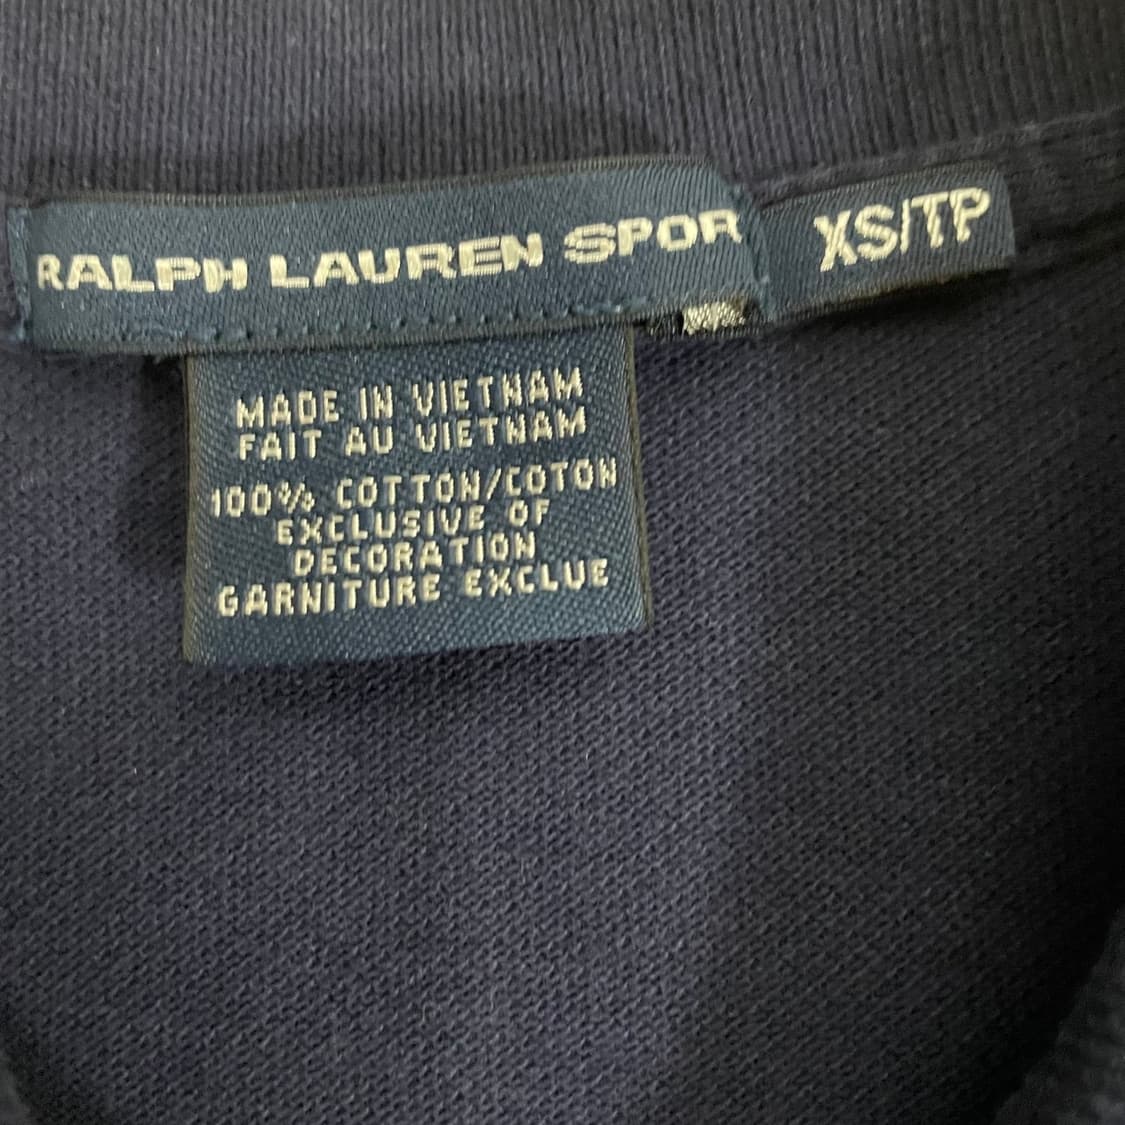 RALPH LAUREN SPOR
XS/TP
MADE IN VIETNAM
FAIT AU VIETNAM
100% COTTON/COTON
EXCLUSIVE OF
DECORATION
GARNITURE EXCLUE